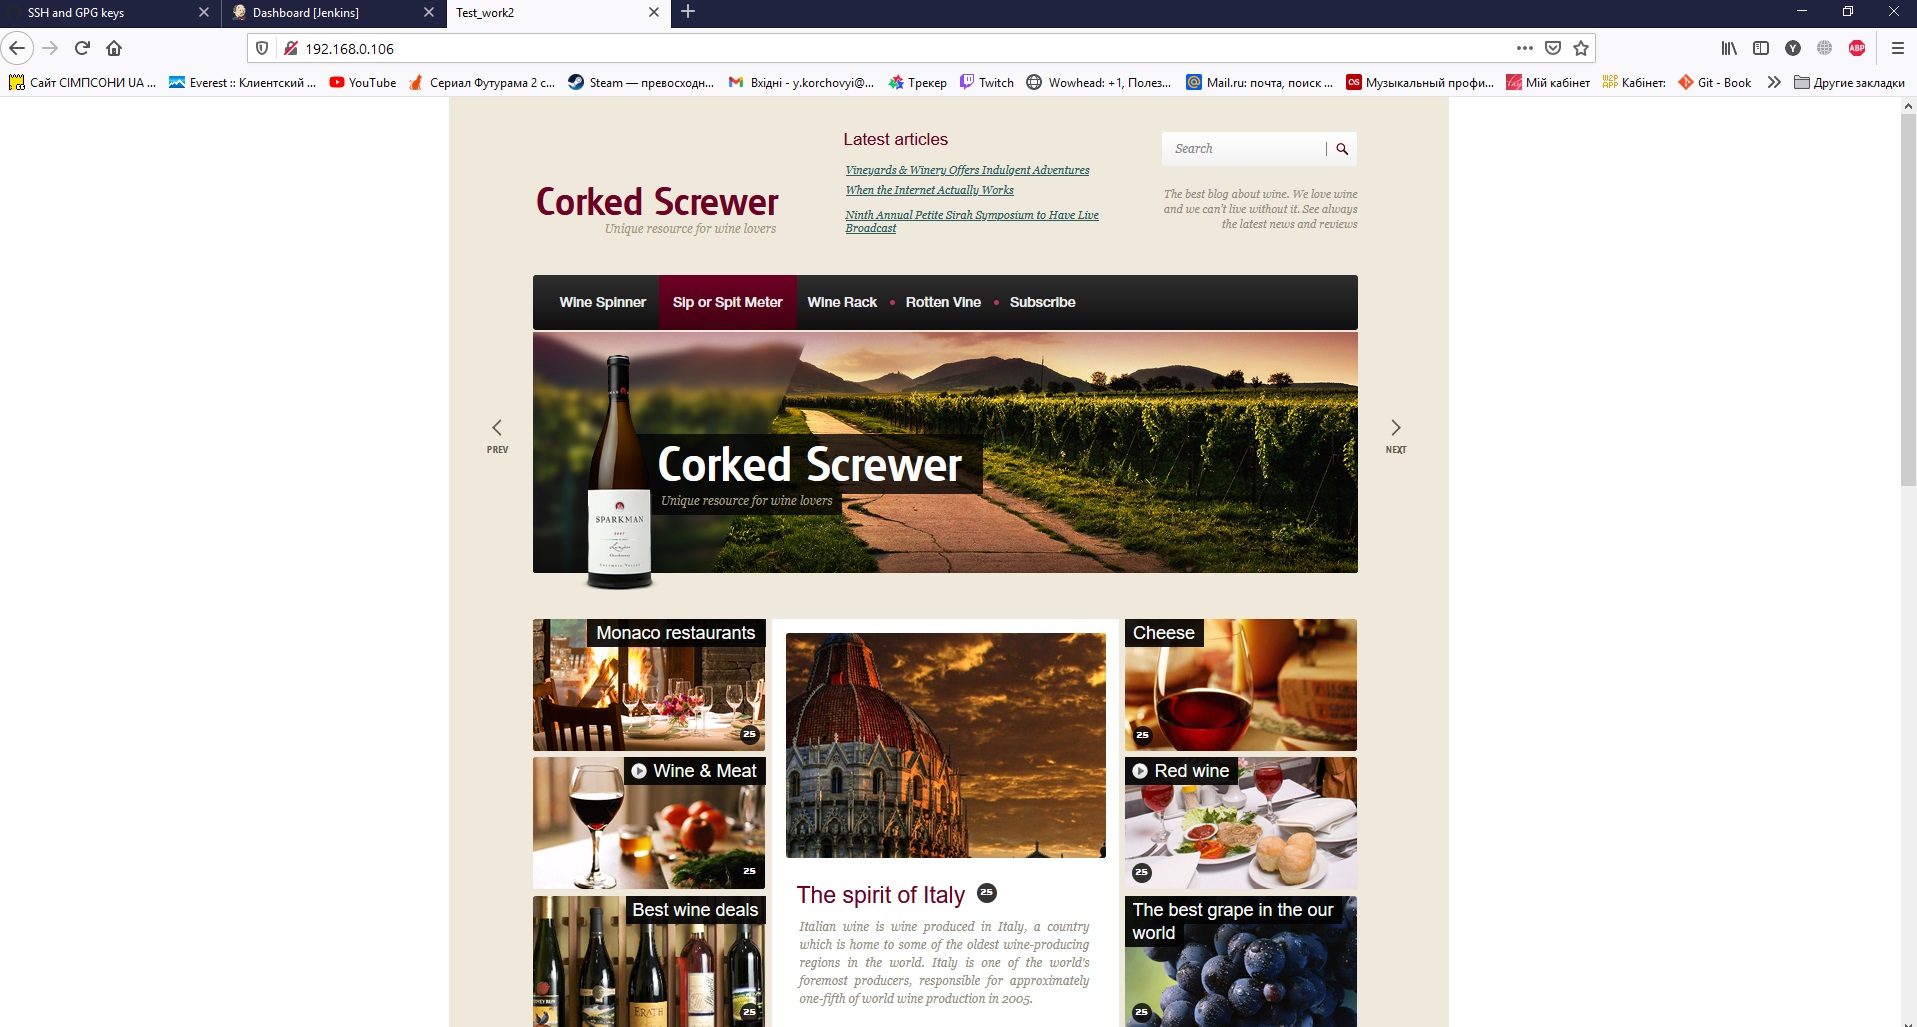 SSH and GPG keys
Dashboard [Jenkins]
Test_work2
192.168.0.106
Y
ABP
Сайт СІМПСОНИ UA ...
Everest :: Клиентский ...
YouTube
Сериал Футурама 2 с...
Steam — превосходн...
Вхідні - y.korchovyi@...
Трекер
Twitch
Wowhead: +1, Полез...
Mail.ru: почта, поиск ...
Музыкальный профи...
Мій кабінет
W2P APP
Кабінет:
Git - Book
Другие закладки
Latest articles
Vineyards & Winery Offers Indulgent Adventures
When the Internet Actually Works
Ninth Annual Petite Sirah Symposium to Have Live
Broadcast
Search
The best blog about wine. We love wine
and we can't live without it. See always
the latest news and reviews
Corked Screwer
Unique resource for wine lovers
Wine Spinner
Sip or Spit Meter
Wine Rack
Rotten Vine
Subscribe
PREV
NEXT
Corked Screwer
Unique resource for wine lovers
SPARKMAN
Monaco restaurants
25
Wine & Meat
25
Best wine deals
ERATH
25
The spirit of Italy
25
Italian wine is wine produced in Italy, a country
which is home to some of the oldest wine-producing
regions in the world. Italy is one of the world's
foremost producers, responsible for approximately
one-fifth of world wine production in 2005.
Cheese
25
Red wine
25
The best grape in the our
world
25